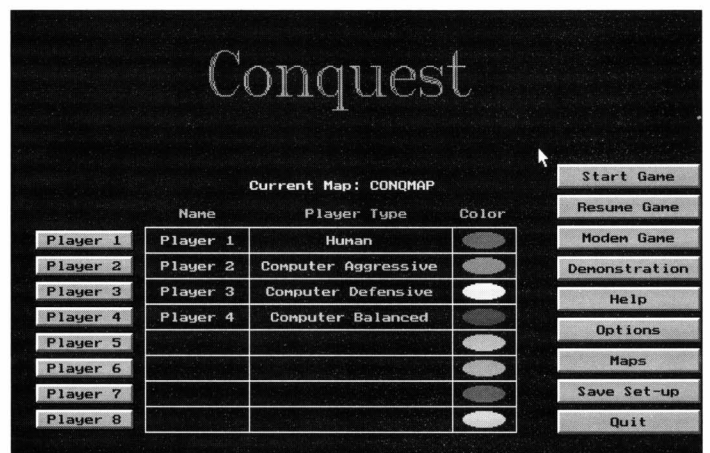 Conquest
Current Map: CONQMAP
Name Player Type Color
Player 1 Player 1 Human
Player 2 Player 2 Computer Aggressive
Player 3 Player 3 Computer Defensive
Player 4 Player 4 Computer Balanced
Player 5
Player 6
Player 7
Player 8
Start Game
Resume Game
Modem Game
Demonstration
Help
Options
Maps
Save Set-up
Quit